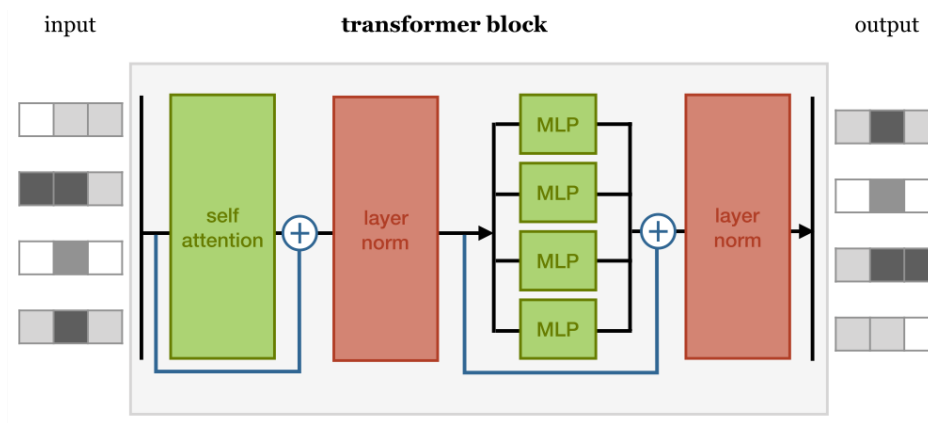 input
transformer block
output
self
attention
layer
norm
MLP
MLP
MLP
MLP
layer
norm